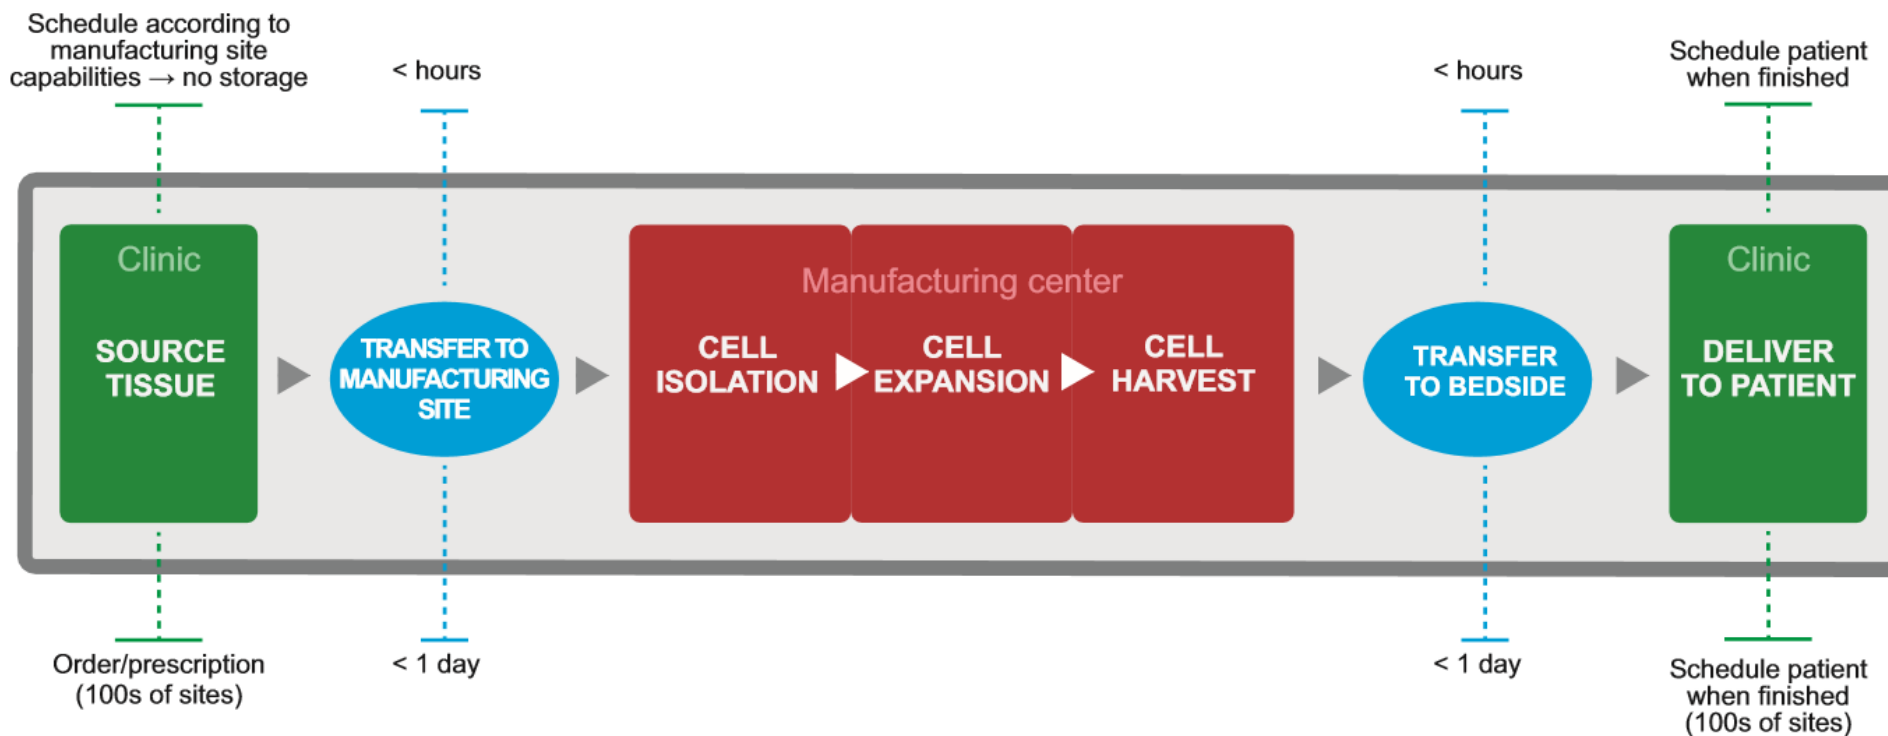 Schedule according to
manufacturing site
capabilities → no storage
< hours
< hours
Schedule patient
when finished
Clinic
SOURCE
TISSUE
TRANSFER TO
MANUFACTURING
SITE
Manufacturing center
CELL
ISOLATION
CELL
EXPANSION
CELL
HARVEST
TRANSFER
TO BEDSIDE
Clinic
DELIVER
TO PATIENT
Order/prescription
(100s of sites)
< 1 day
< 1 day
Schedule patient
when finished
(100s of sites)